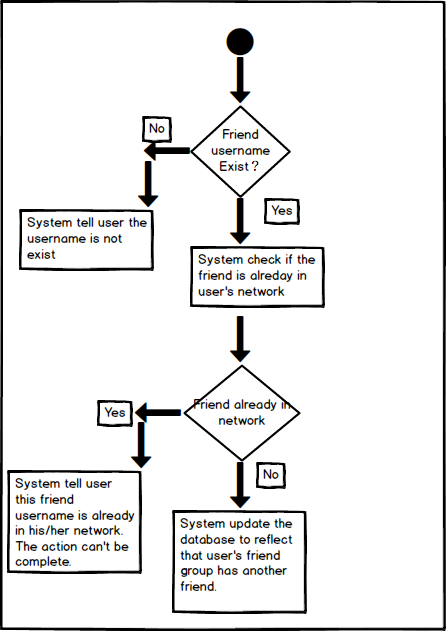 Friend
username
Exist?
No
Yes
System tell user the
username is not
exist
System check if the
friend is alreday in
user's network
Friend already in
network
Yes
No
System tell user
this friend
username is already
in his/her network.
The action can't be
complete.
System update the
database to reflect
that user's friend
group has another
friend.